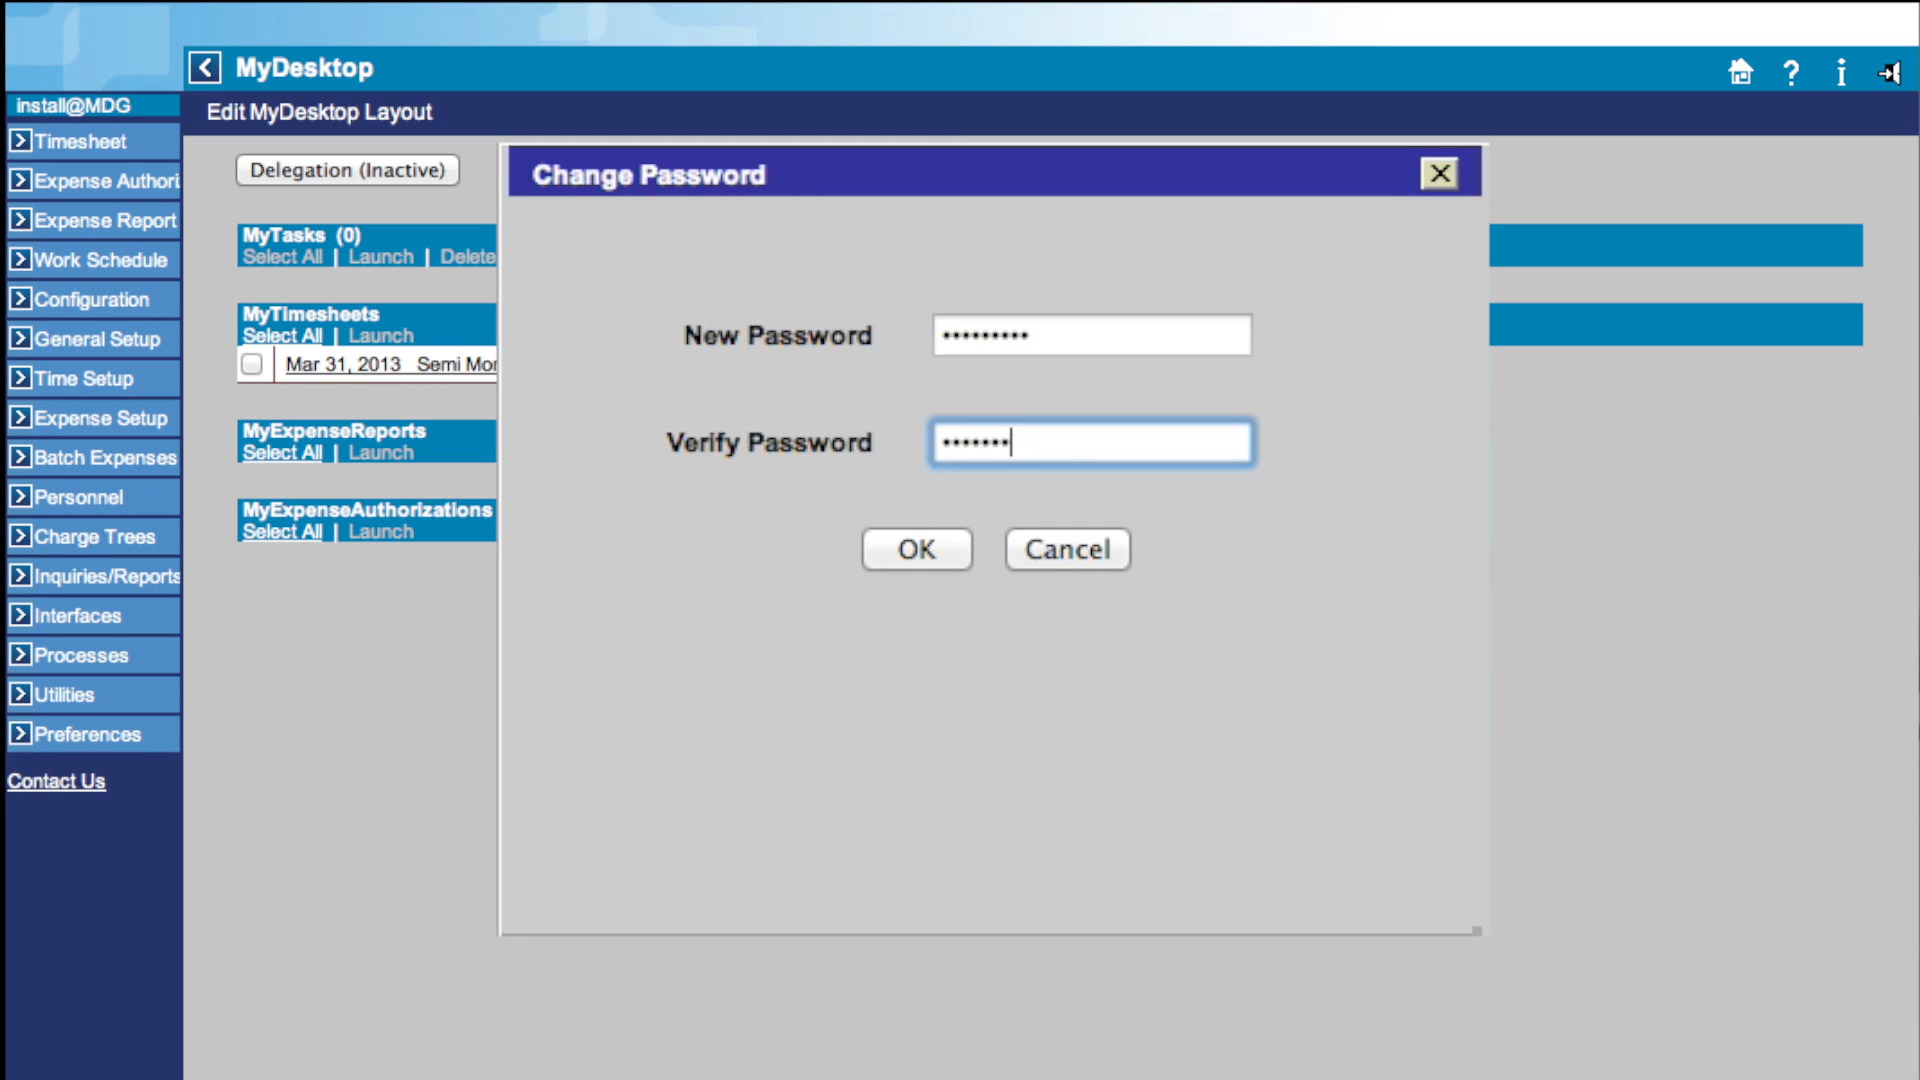 MyDesktop
install@MDG
Edit MyDesktop Layout
Timesheet
Expense Authori
Expense Report
Work Schedule
Configuration
General Setup
Time Setup
Expense Setup
Batch Expenses
Personnel
Charge Trees
Inquiries/Reports
Interfaces
Processes
Utilities
Preferences
Contact Us
Delegation (Inactive)
MyTasks (0)
Select All | Launch | Delete
MyTimesheets
Select All | Launch
Mar 31, 2013 Semi Mon
MyExpenseReports
Select All | Launch
MyExpenseAuthorizations
Select All | Launch
Change Password
New Password •••••••••
Verify Password •••••••
OK Cancel